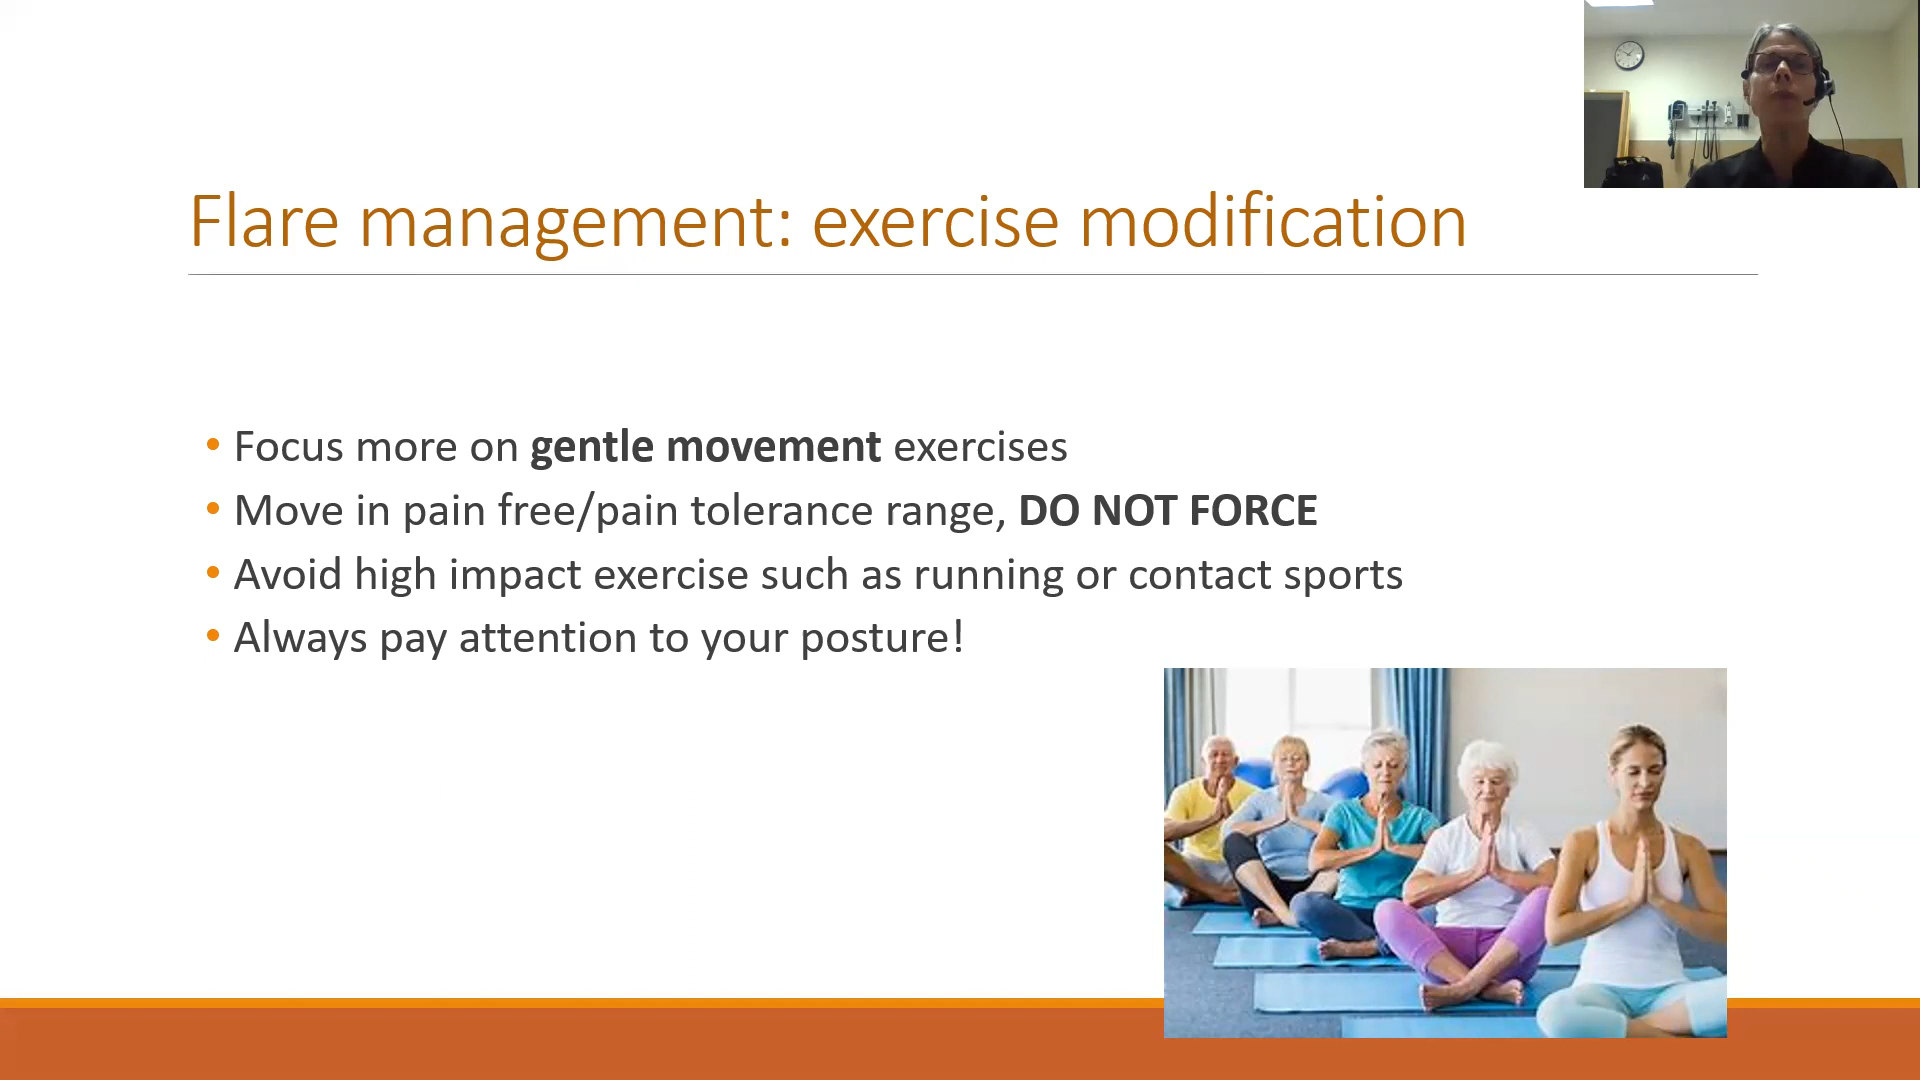 Flare management: exercise modification
• Focus more on gentle movement exercises
• Move in pain free/pain tolerance range, DO NOT FORCE
• Avoid high impact exercise such as running or contact sports
• Always pay attention to your posture!